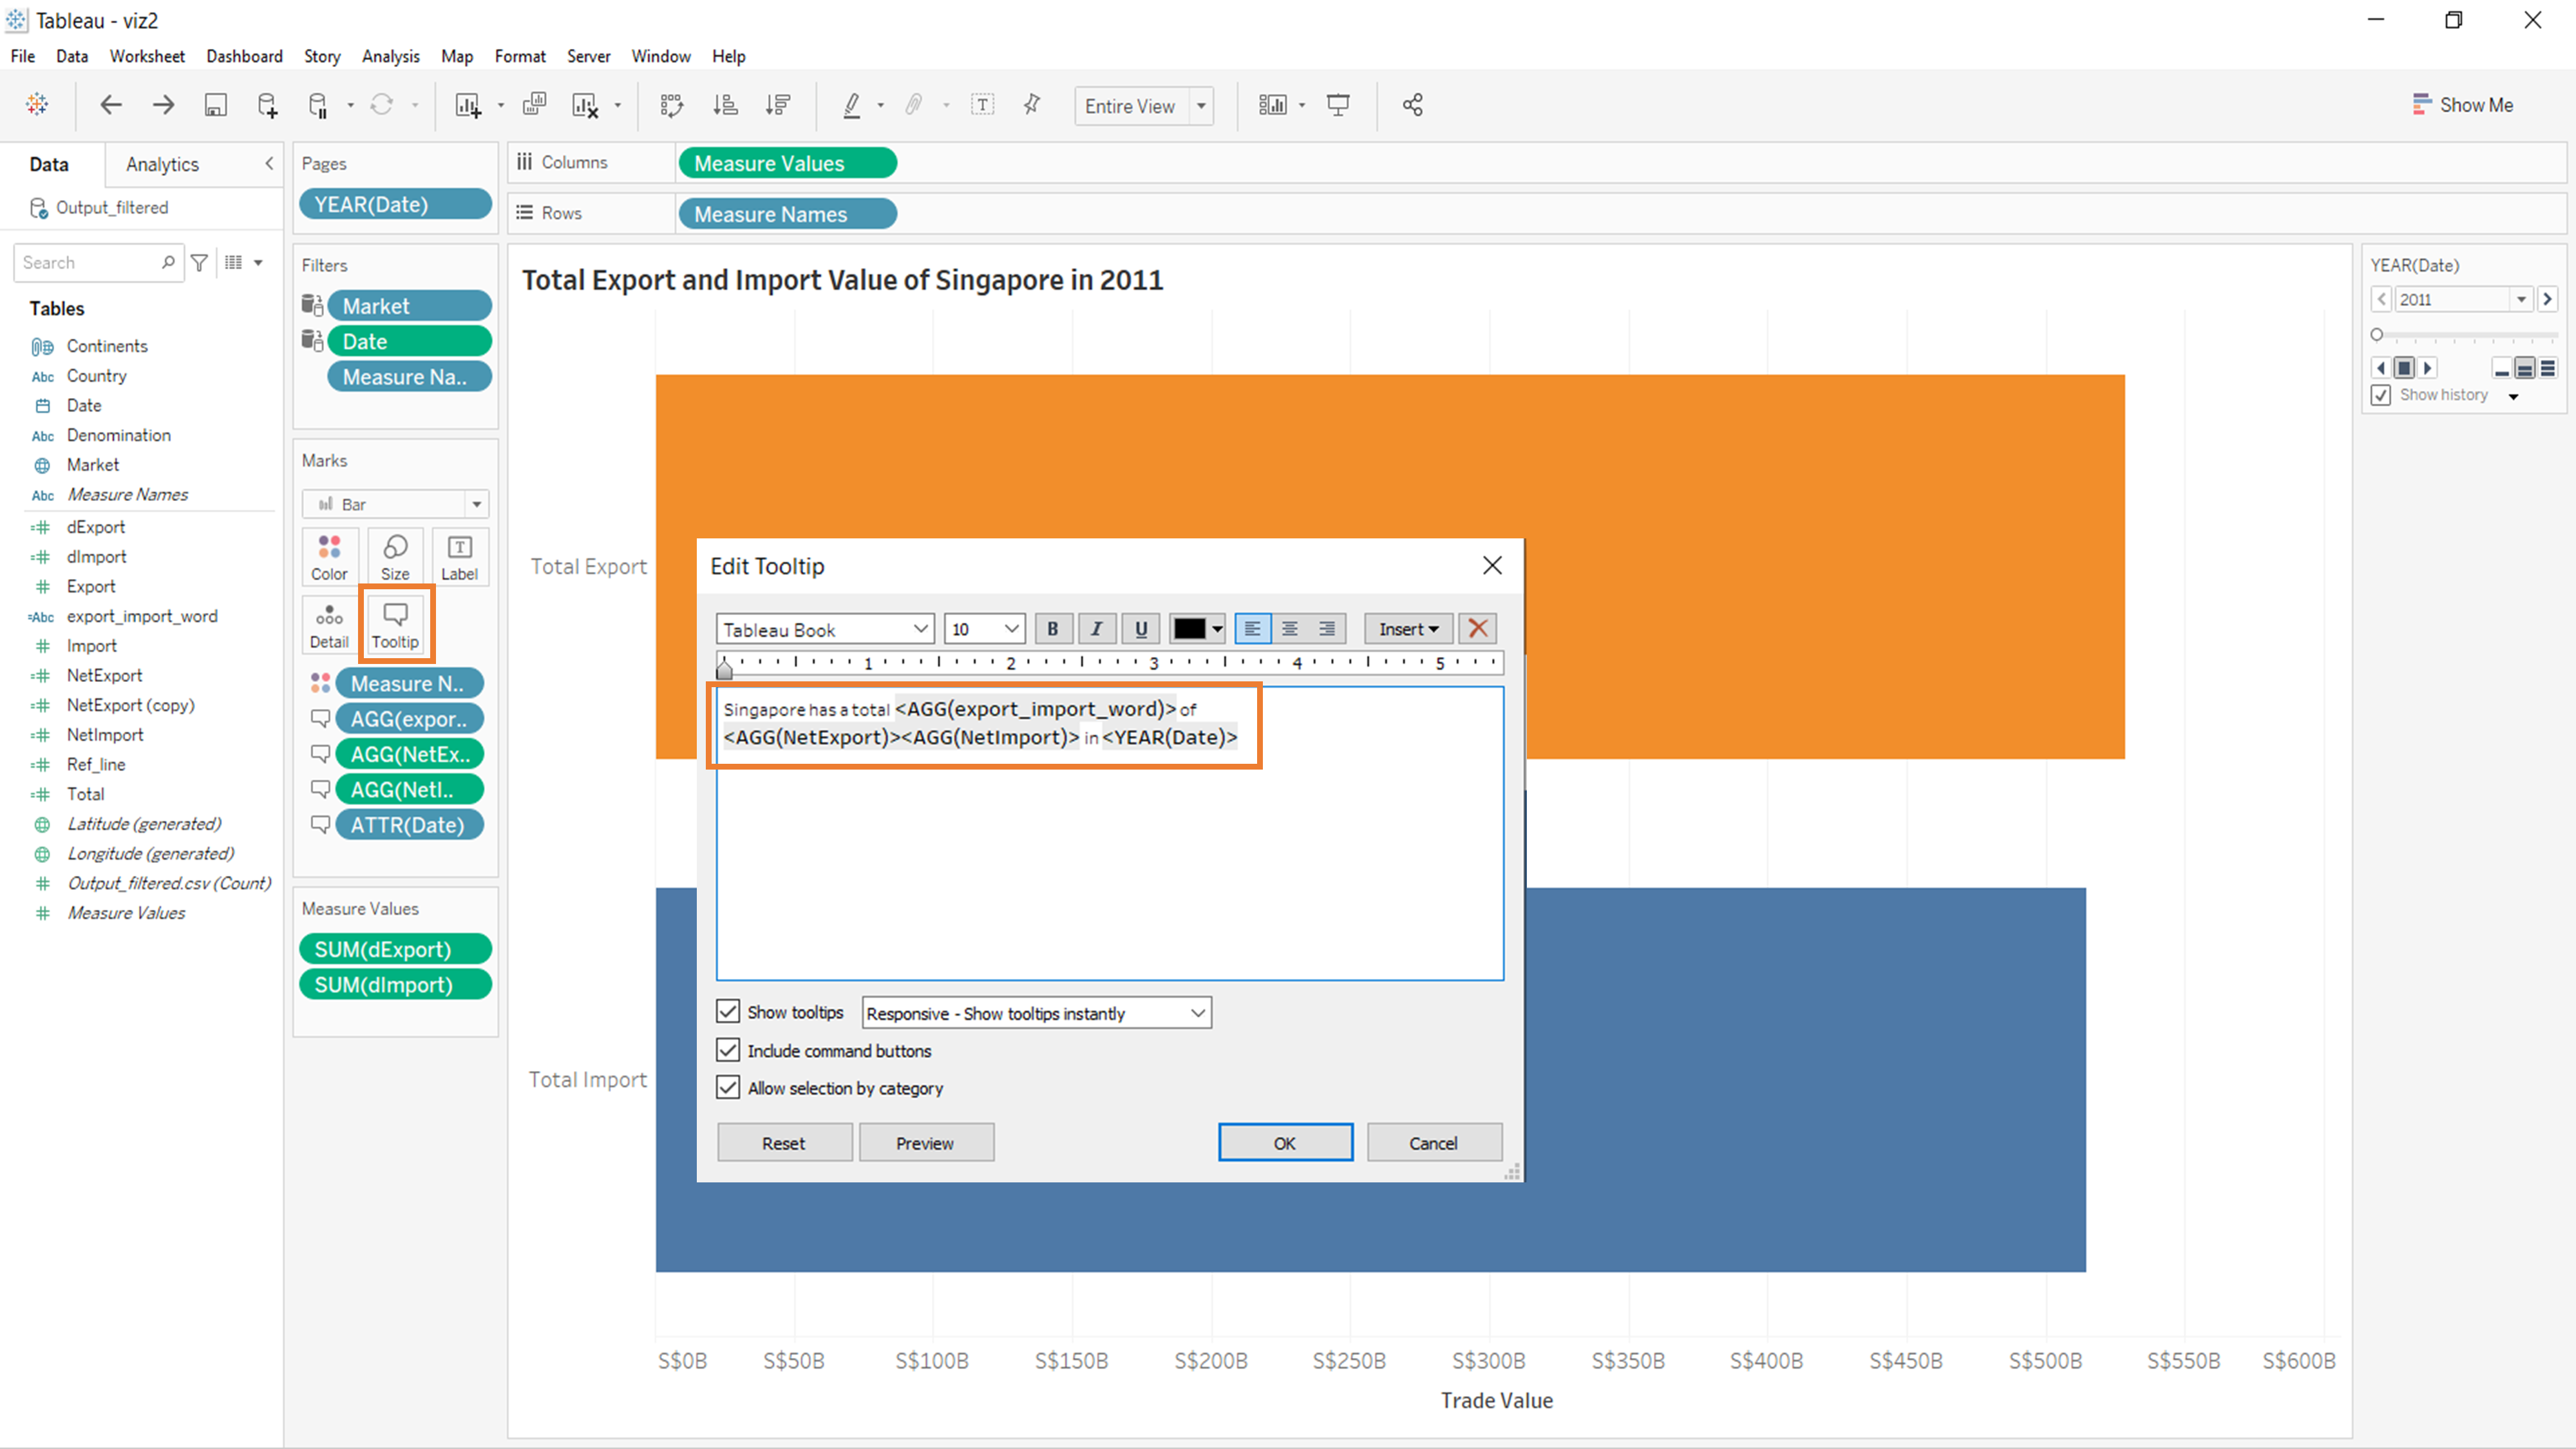 Tableau - viz2
File Data Worksheet Dashboard Story Analysis Map Format Server Window Help
Entire View
Show Me
Data Analytics
Output_filtered
Search
Tables
Continents
Abc Country
Date
Abc Denomination
Market
Abc Measure Names
=# dExport
=# dImport
# Export
=Abc export_import_word
# Import
=# NetExport
=# NetExport (copy)
=# NetImport
=# Ref_line
=# Total
Latitude (generated)
Longitude (generated)
# Output_filtered.csv (Count)
# Measure Values
Pages
YEAR(Date)
Filters
Market
Date
Measure Na..
Marks
Bar
Color Size Label
Detail Tooltip
Measure N..
AGG(expor..
AGG(NetEx..
AGG(NetI..
ATTR(Date)
Measure Values
SUM(dExport)
SUM(dImport)
Columns Measure Values
Rows Measure Names
Total Export and Import Value of Singapore in 2011
Total Export
Total Import
S$0B S$50B S$100B S$150B S$200B S$250B S$300B S$350B S$400B S$450B S$500B S$550B S$600B
Trade Value
Edit Tooltip
Tableau Book 10 B I U Insert
1 2 3 4 5
Singapore has a total <AGG(export_import_word)> of
<AGG(NetExport)><AGG(NetImport)> in <YEAR(Date)>
Show tooltips Responsive - Show tooltips instantly
Include command buttons
Allow selection by category
Reset Preview OK Cancel
YEAR(Date)
2011
Show history